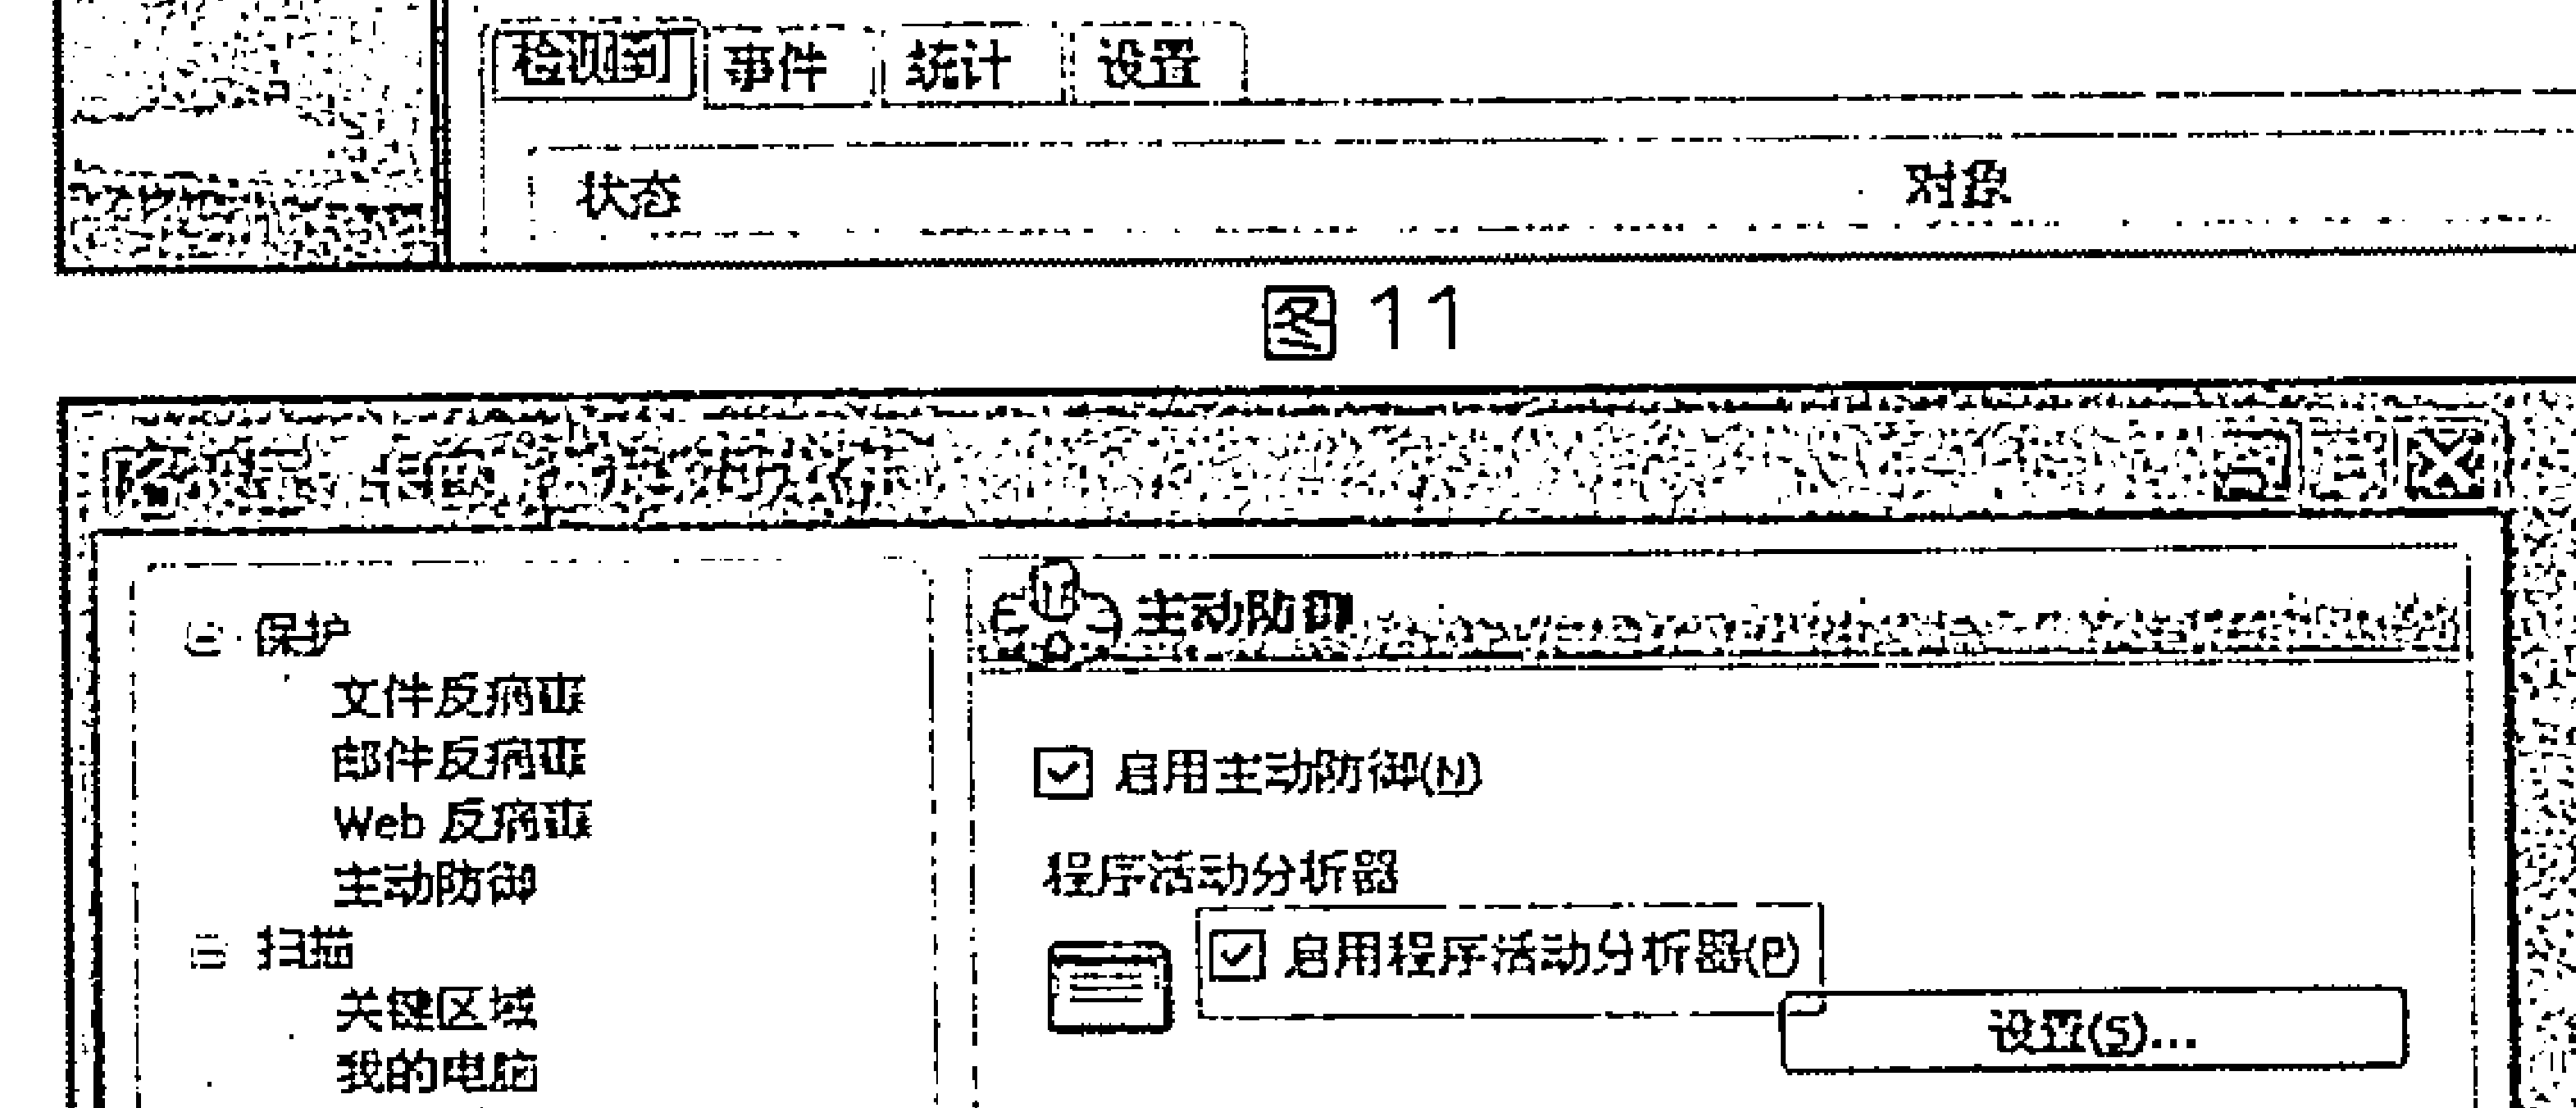 检测到 事件 统计 设置
状态 对象
图 11
主动防御
保护
文件反病毒
邮件反病毒
Web 反病毒
主动防御
扫描
关键区域
我的电脑
启用主动防御(N)
程序活动分析器
启用程序活动分析器(P)
设置(S)...